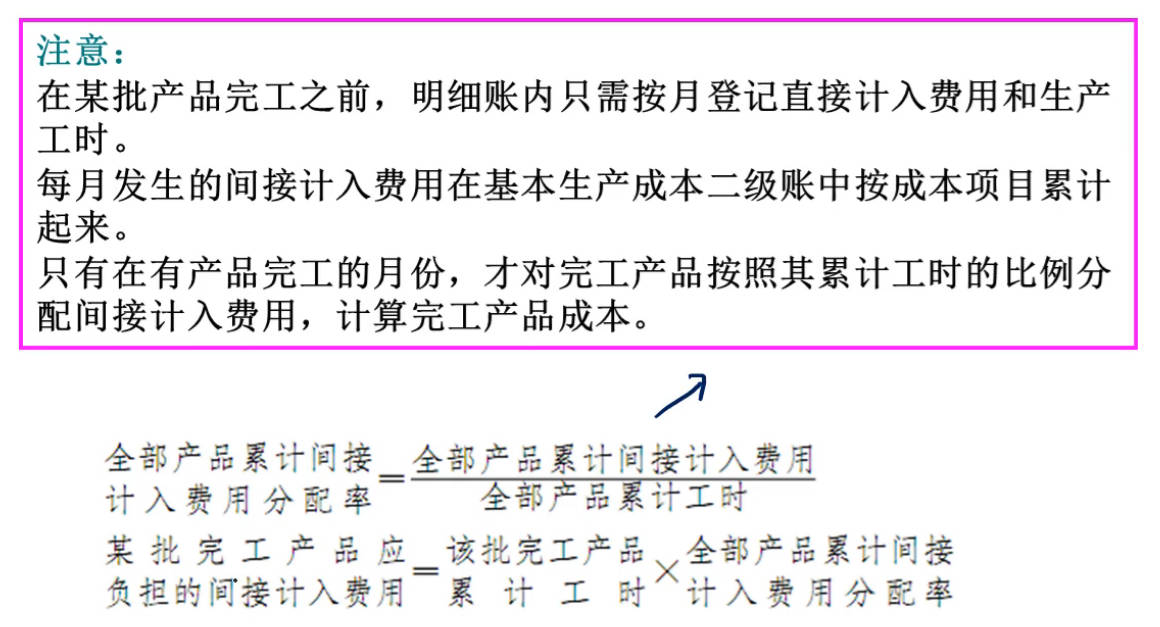 注意：
在某批产品完工之前，明细账内只需按月登记直接计入费用和生产
工时。
每月发生的间接计入费用在基本生产成本二级账中按成本项目累计
起来。
只有在有产品完工的月份，才对完工产品按照其累计工时的比例分
配间接计入费用，计算完工产品成本。
全部产品累计间接
计入费用分配率
=
全部产品累计间接计入费用
全部产品累计工时
某批完工产品应
负担的间接计入费用
=
该批完工产品
累计工时
×
全部产品累计间接
计入费用分配率